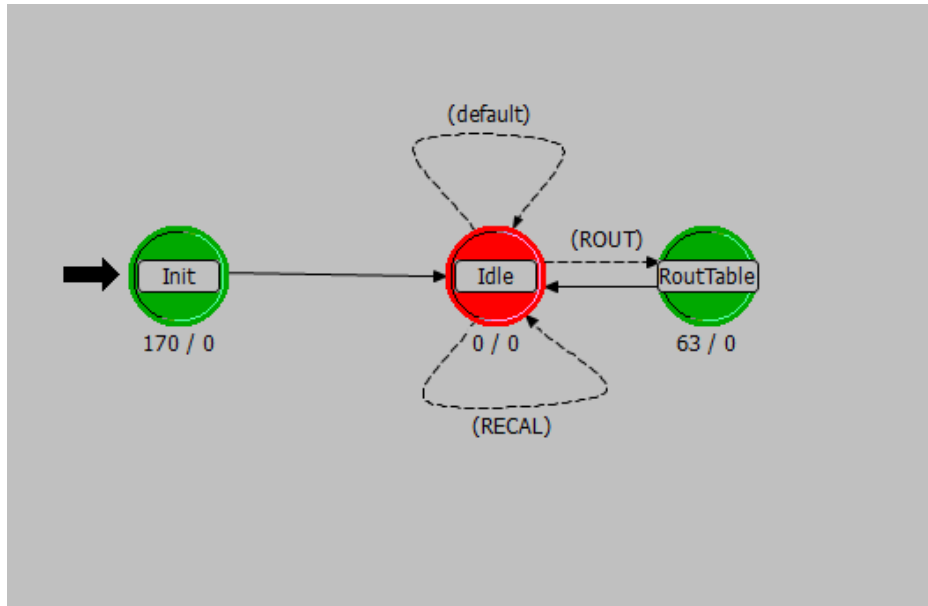 (default)
(ROUT)
Init
Idle
RoutTable
170 / 0
0 / 0
63 / 0
(RECAL)